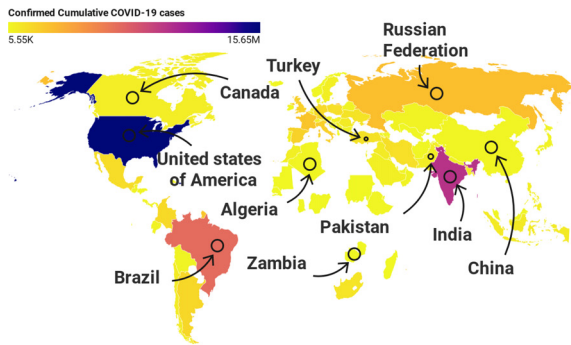 Confirmed Cumulative COVID-19 cases
5.55K 15.65M
Russian
Federation
Turkey
Canada
United states
of America
Algeria
Pakistan
India
Brazil
Zambia
China